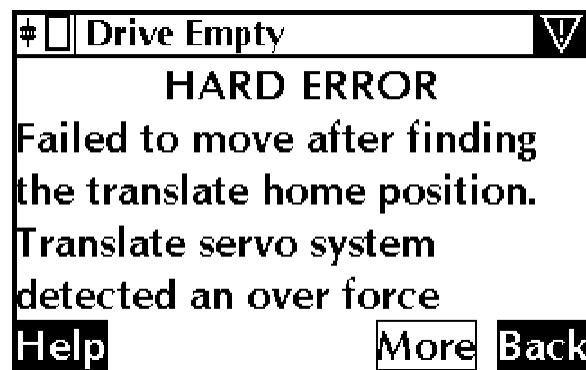 Drive Empty
HARD ERROR
Failed to move after finding
the translate home position.
Translate servo system
detected an over force
Help More Back